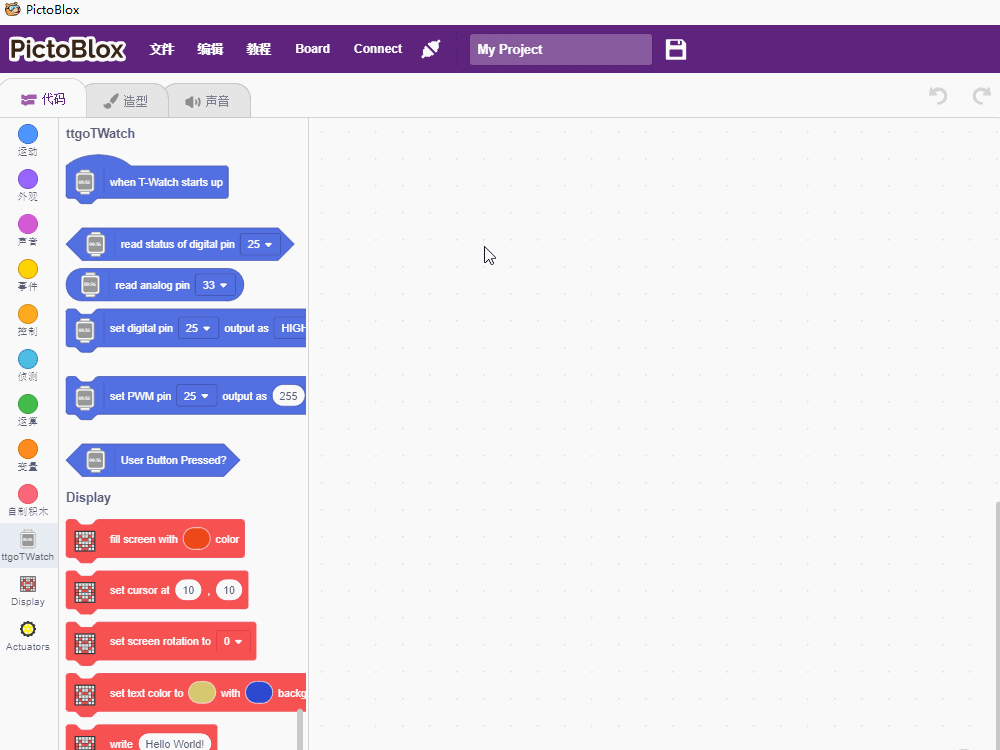 PictoBlox
PictoBlox 文件 编辑 教程 Board Connect My Project
代码 造型 声音
运动
外观
声音
事件
控制
侦测
运算
变量
自制积木
ttgoTWatch
Display
Actuators
ttgoTWatch
when T-Watch starts up
read status of digital pin 25
read analog pin 33
set digital pin 25 output as HIGH
set PWM pin 25 output as 255
User Button Pressed?
Display
fill screen with color
set cursor at 10 , 10
set screen rotation to 0
set text color to with backg
write Hello World!